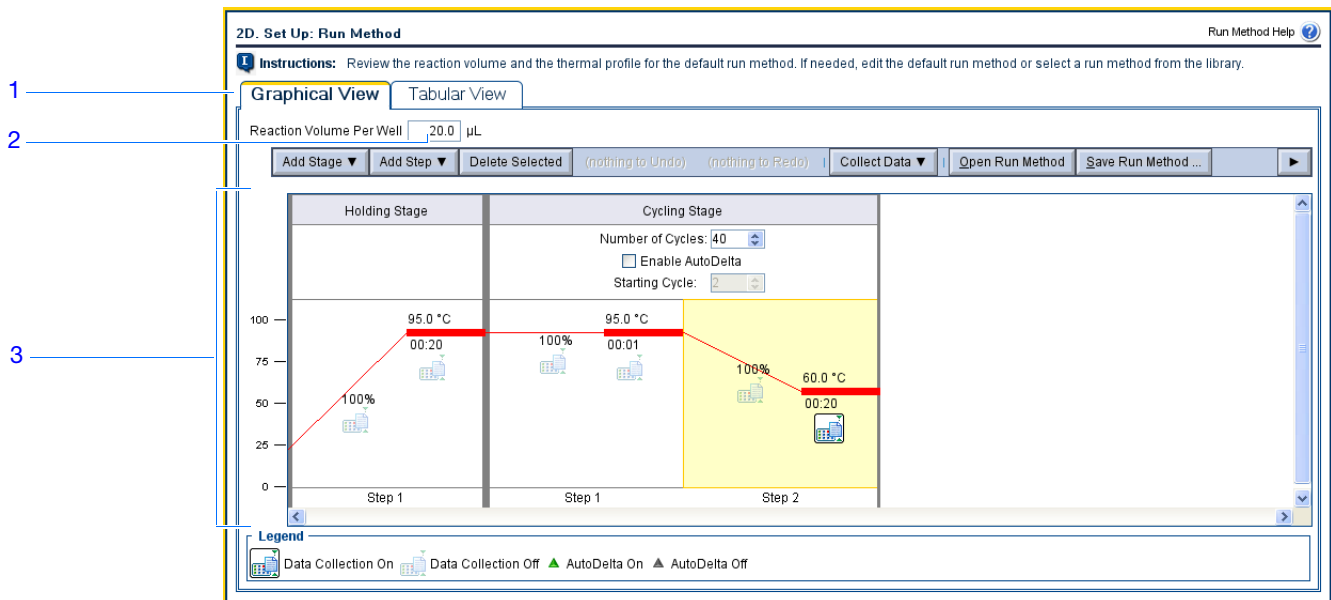 2D. Set Up: Run Method
Run Method Help ?
I Instructions: Review the reaction volume and the thermal profile for the default run method. If needed, edit the default run method or select a run method from the library.
1
Graphical View Tabular View
2
Reaction Volume Per Well 20.0 µL
Add Stage ▼ Add Step ▼ Delete Selected (nothing to Undo) (nothing to Redo) Collect Data ▼ Open Run Method Save Run Method ...
3
Holding Stage Cycling Stage
Number of Cycles: 40
Enable AutoDelta
Starting Cycle: 2
100
75
50
25
0
95.0 °C
00:20
100%
95.0 °C
100%
00:01
100%
60.0 °C
00:20
Step 1 Step 1 Step 2
Legend
Data Collection On Data Collection Off AutoDelta On AutoDelta Off